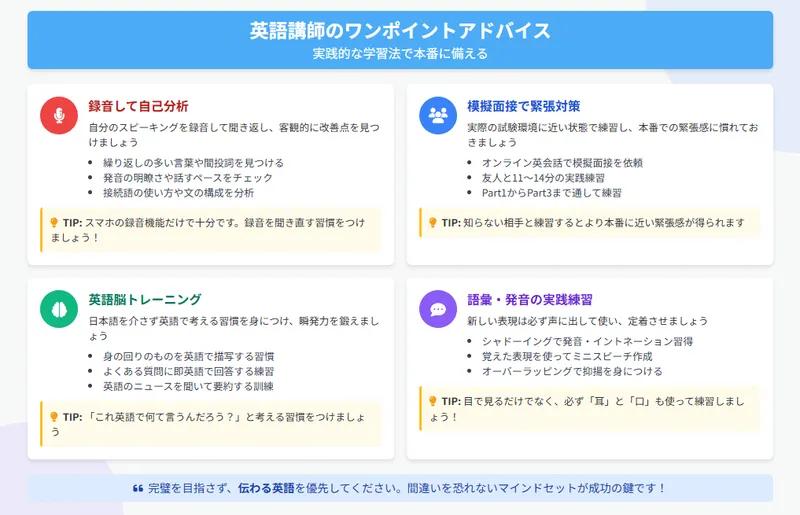 英語講師のワンポイントアドバイス
実践的な学習法で本番に備える
録音して自己分析
自分のスピーキングを録音して聞き返し、客観的に改善点を見つ
けましょう
• 繰り返しの多い言葉や間投詞を見つける
• 発音の明瞭さや話すペースをチェック
• 接続語の使い方や文の構成を分析
TIP: スマホの録音機能だけで十分です。録音を聞き直す習慣をつけ
ましょう！
模擬面接で緊張対策
実際の試験環境に近い状態で練習し、本番での緊張感に慣れてお
きましょう
• オンライン英会話で模擬面接を依頼
• 友人と11〜14分の実践練習
• Part1からPart3まで通して練習
TIP: 知らない相手と練習するとより本番に近い緊張感が得られます
英語脳トレーニング
日本語を介さず英語で考える習慣を身につけ、瞬発力を鍛えまし
ょう
• 身の回りのものを英語で描写する習慣
• よくある質問に即英語で回答する練習
• 英語のニュースを聞いて要約する訓練
TIP: 「これ英語で何て言うんだろう？」と考える習慣をつけましょ
う
語彙・発音の実践練習
新しい表現は必ず声に出して使い、定着させましょう
• シャドーイングで発音・イントネーション習得
• 覚えた表現を使ってミニスピーチ作成
• オーバーラッピングで抑揚を身につける
TIP: 目で見るだけでなく、必ず「耳」と「口」も使って練習しまし
ょう！
❝ 完璧を目指さず、伝わる英語を優先してください。間違いを恐れないマインドセットが成功の鍵です！